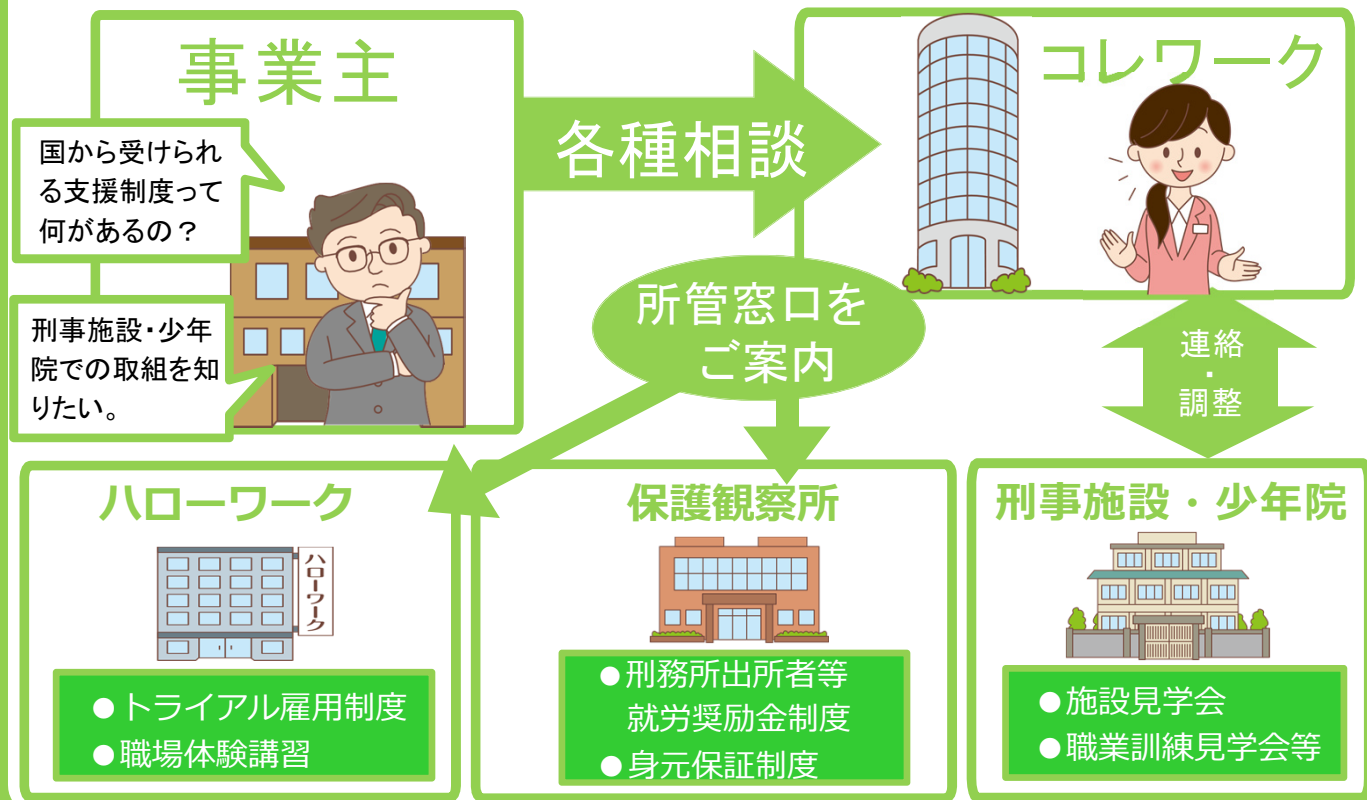 事業主
コレワーク
各種相談
国から受けられ
る支援制度って
何があるの？
刑事施設・少年
院での取組を知
りたい。
所管窓口を
ご案内
連絡
・
調整
ハローワーク
ハローワーク
●トライアル雇用制度
●職場体験講習
保護観察所
●刑務所出所者等
就労奨励金制度
●身元保証制度
刑事施設・少年院
●施設見学会
●職業訓練見学会等